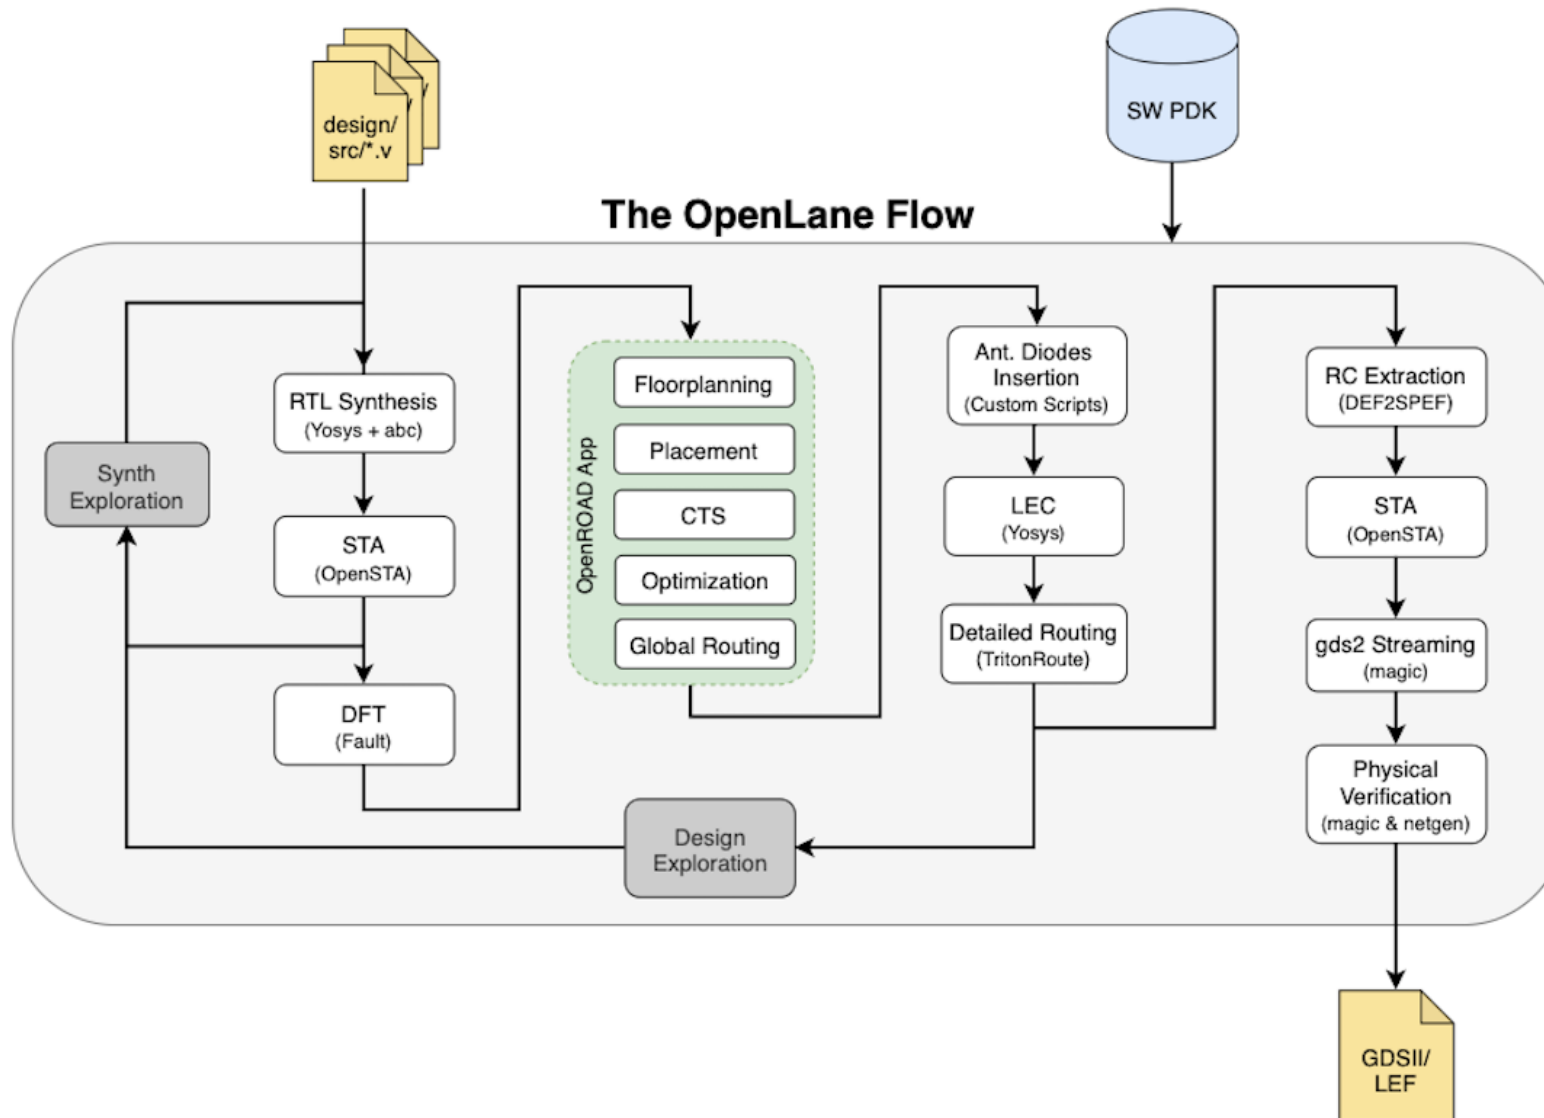 design/
src/*.v
SW PDK
The OpenLane Flow
RTL Synthesis
(Yosys + abc)
Synth
Exploration
STA
(OpenSTA)
DFT
(Fault)
OpenROAD App
Floorplanning
Placement
CTS
Optimization
Global Routing
Design
Exploration
Ant. Diodes
Insertion
(Custom Scripts)
LEC
(Yosys)
Detailed Routing
(TritonRoute)
RC Extraction
(DEF2SPEF)
STA
(OpenSTA)
gds2 Streaming
(magic)
Physical
Verification
(magic & netgen)
GDSII/
LEF